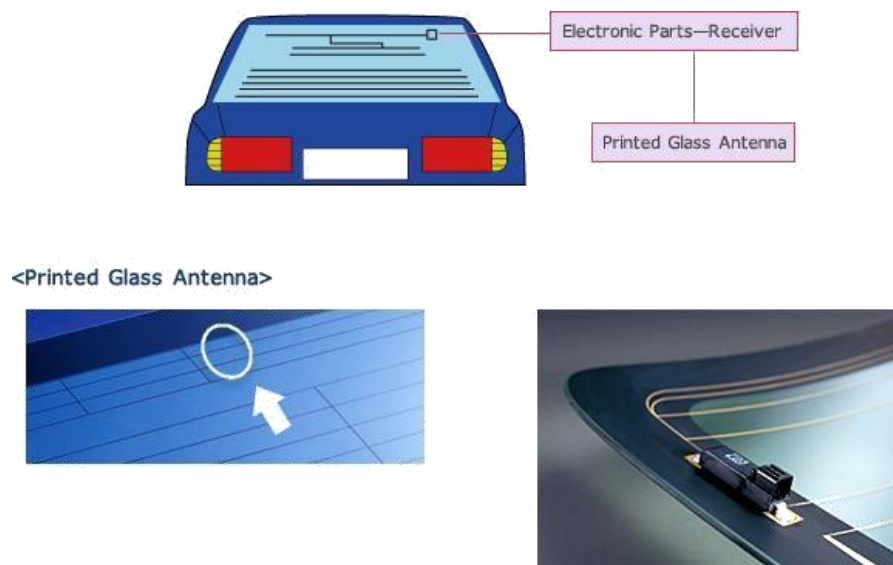 Electronic Parts—Receiver
Printed Glass Antenna
<Printed Glass Antenna>